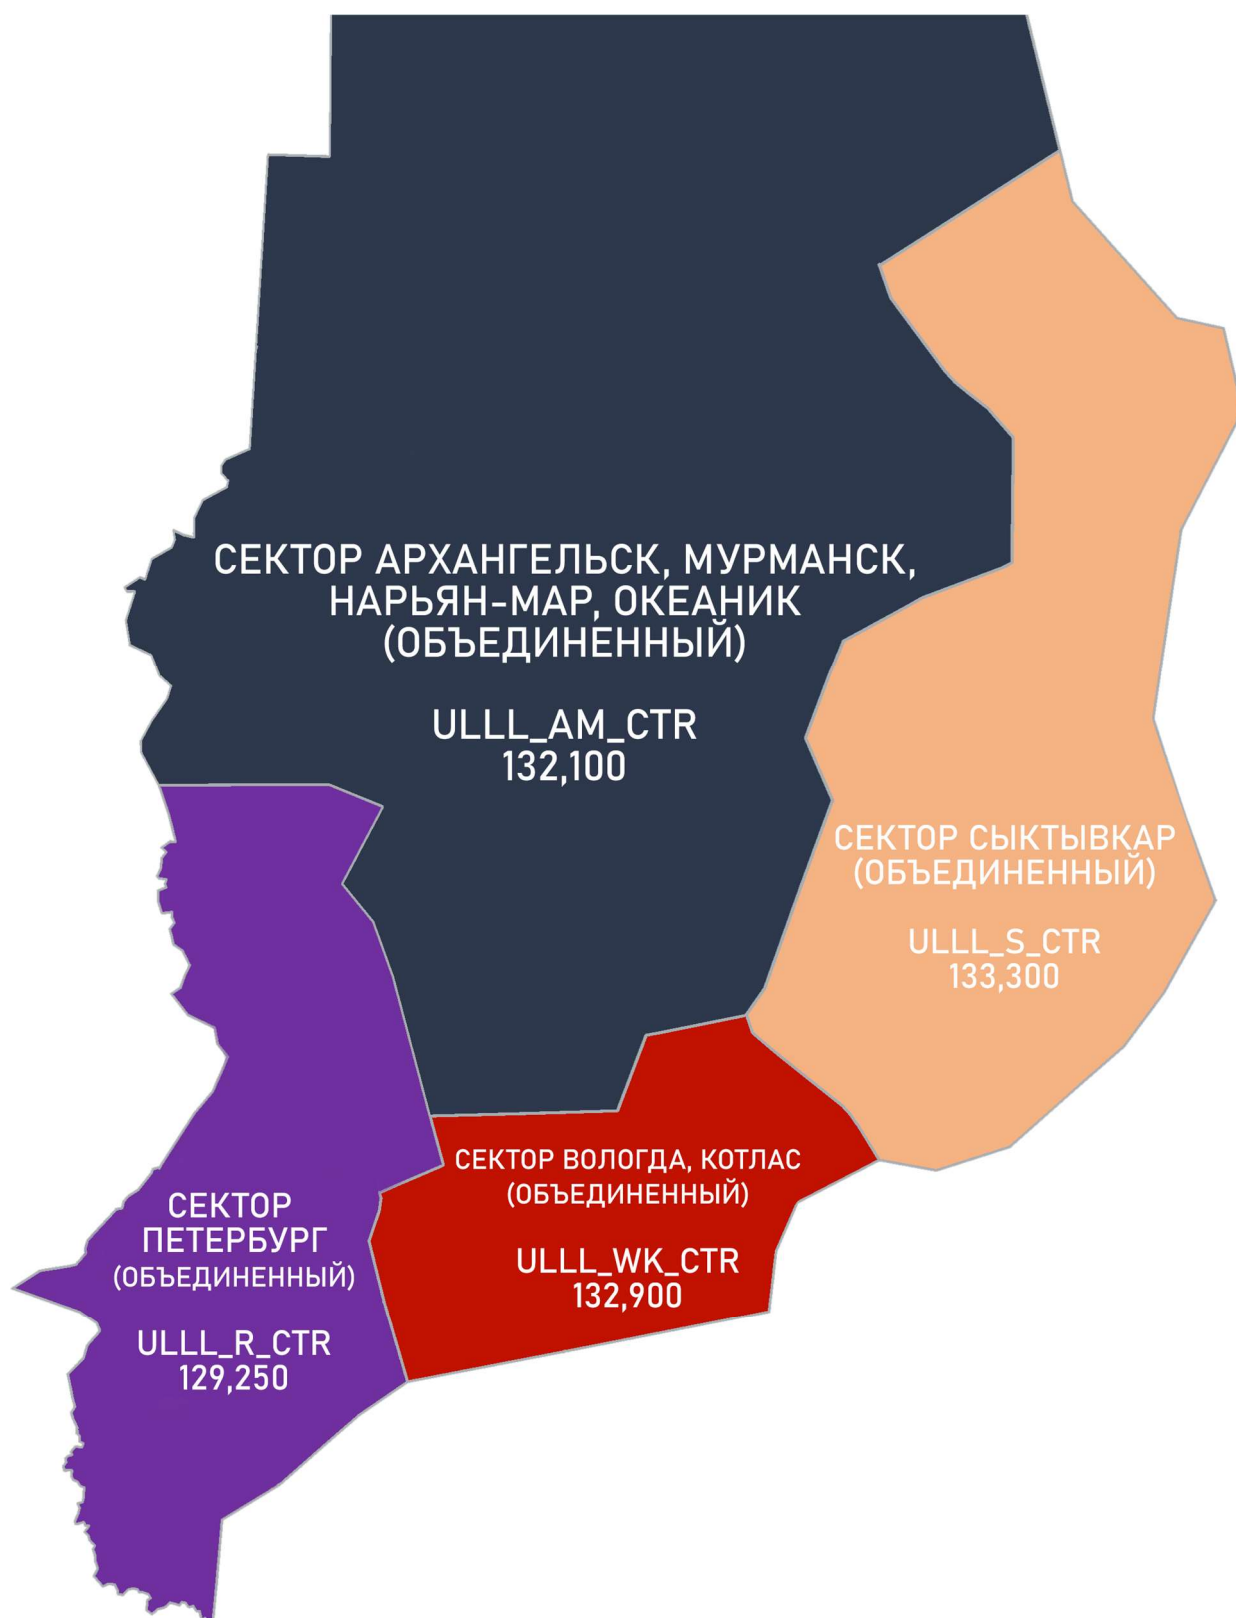 СЕКТОР АРХАНГЕЛЬСК, МУРМАНСК,
НАРЬЯН-МАР, ОКЕАНИК
(ОБЪЕДИНЕННЫЙ)
ULLL_AM_CTR
132,100
СЕКТОР СЫКТЫВКАР
(ОБЪЕДИНЕННЫЙ)
ULLL_S_CTR
133,300
СЕКТОР ВОЛОГДА, КОТЛАС
(ОБЪЕДИНЕННЫЙ)
ULLL_WK_CTR
132,900
СЕКТОР
ПЕТЕРБУРГ
(ОБЪЕДИНЕННЫЙ)
ULLL_R_CTR
129,250